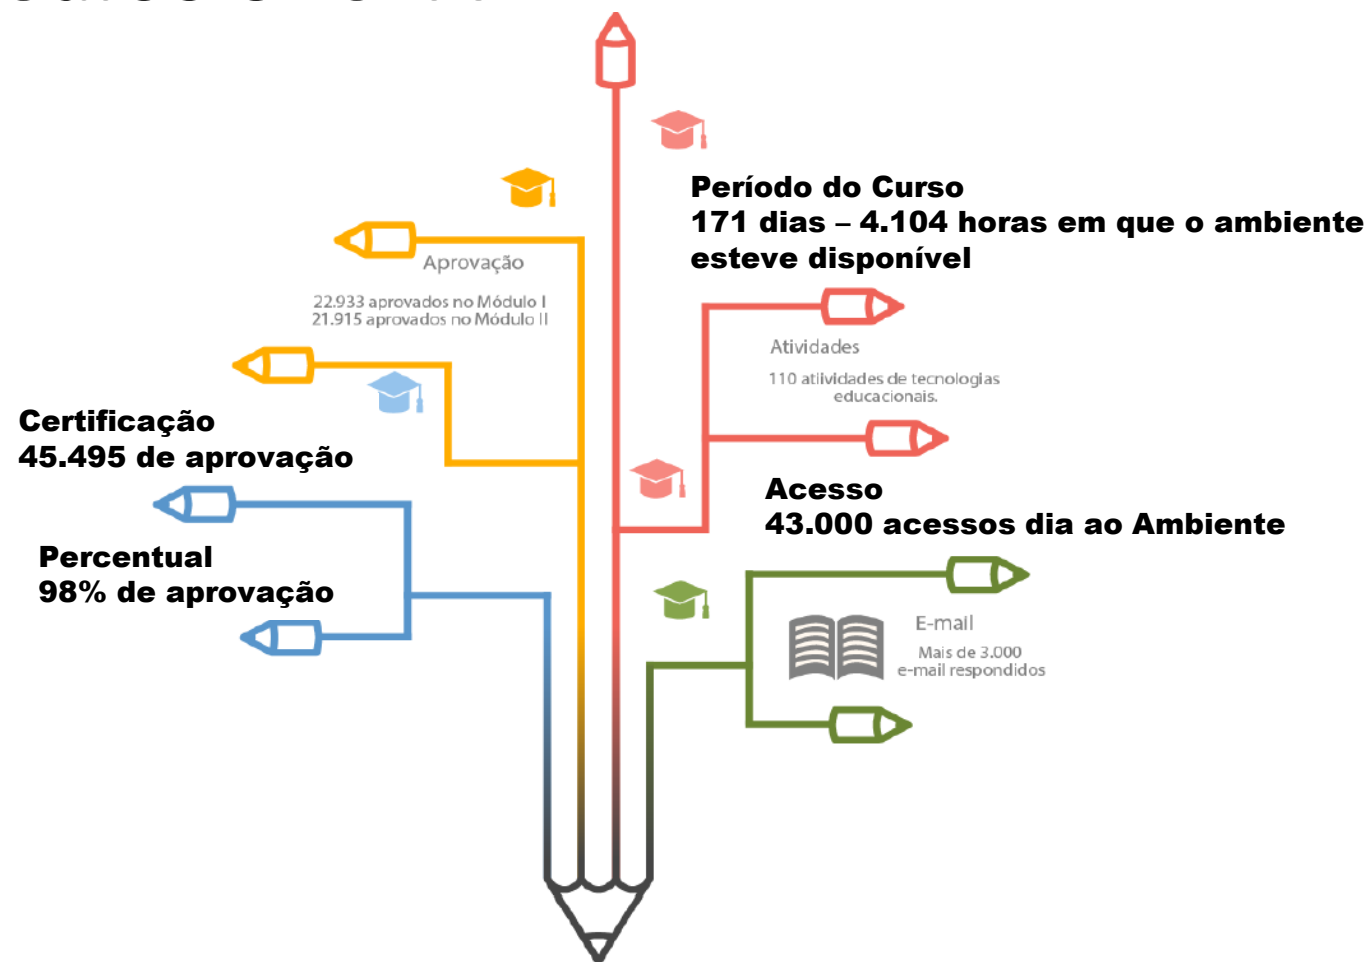 Período do Curso
171 dias – 4.104 horas em que o ambiente
esteve disponível
Aprovação
22.933 aprovados no Módulo I
21.915 aprovados no Módulo II
Atividades
110 atiividades de tecnologias
educacionais.
Certificação
45.495 de aprovação
Acesso
43.000 acessos dia ao Ambiente
Percentual
98% de aprovação
E-mail
Mais de 3.000
e-mail respondidos